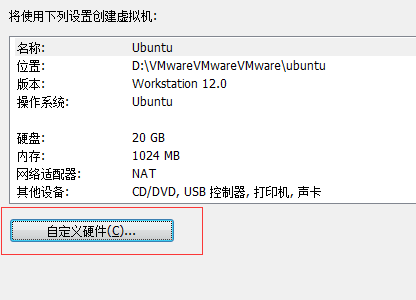 将使用下列设置创建虚拟机:
名称: Ubuntu
位置: D:\VMwareVMwareVMware\ubuntu
版本: Workstation 12.0
操作系统: Ubuntu
硬盘: 20 GB
内存: 1024 MB
网络适配器: NAT
其他设备: CD/DVD, USB 控制器, 打印机, 声卡
自定义硬件(C)...